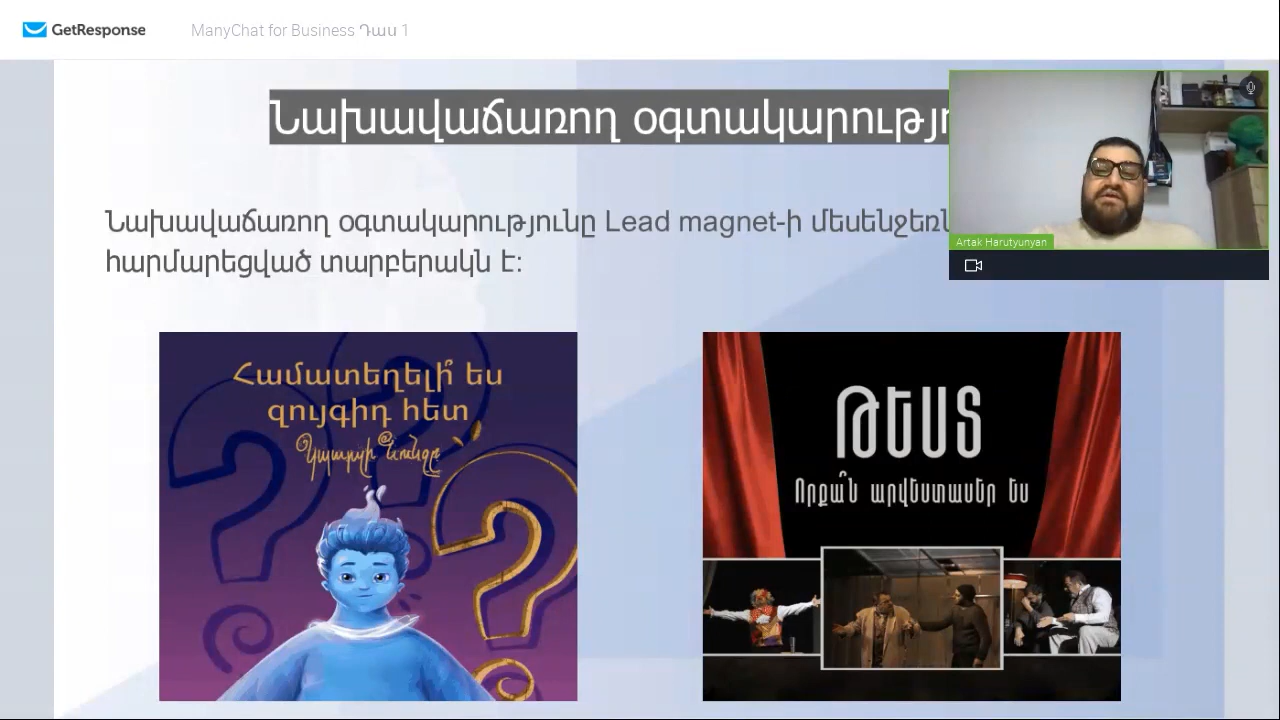 GetResponse
ManyChat for Business Դաս 1
Նախավաճառող օգտակարությ
Նախավաճառող օգտակարությունը Lead magnet-ի մեսենջեռն
հարմարեցված տարբերակն է:
Artak Harutyunyan
Համատեղելի՞ ես
զույգիդ հետ
ԹԵՍՏ
Որքա՞ն արվեստասեր ես